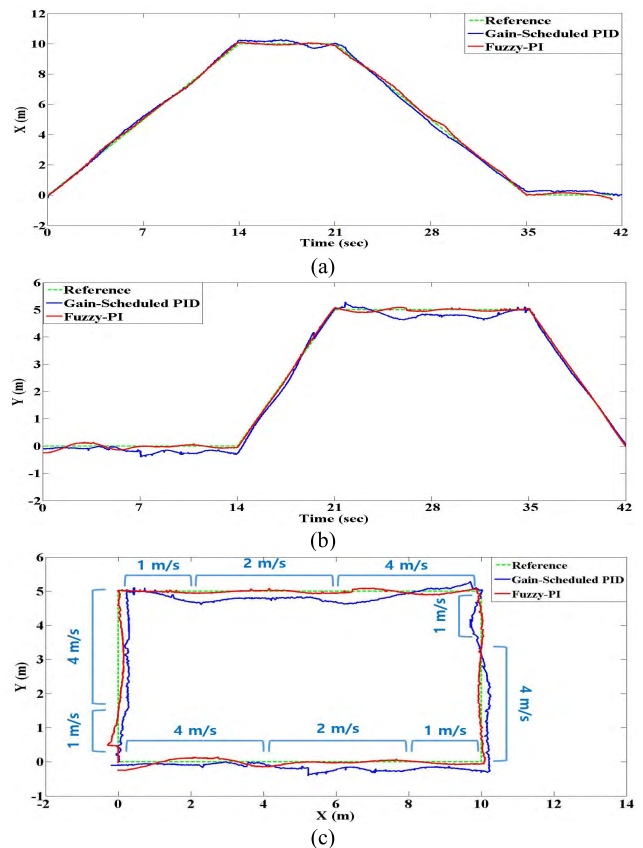 12
10
8
6
4
2
0
-2
X (m)
Reference
Gain-Scheduled PID
Fuzzy-PI
0 7 14 21 28 35 42
Time (sec)
(a)
6
5
4
3
2
1
0
-1
-2
Y (m)
Reference
Gain-Scheduled PID
Fuzzy-PI
0 7 14 21 28 35 42
Time (sec)
(b)
6
5
4
3
2
1
0
-1
Y (m)
1 m/s 2 m/s 4 m/s
Reference
Gain-Scheduled PID
Fuzzy-PI
4 m/s
1 m/s
1 m/s
4 m/s
4 m/s 2 m/s 1 m/s
-2 0 2 4 6 8 10 12 14
X (m)
(c)